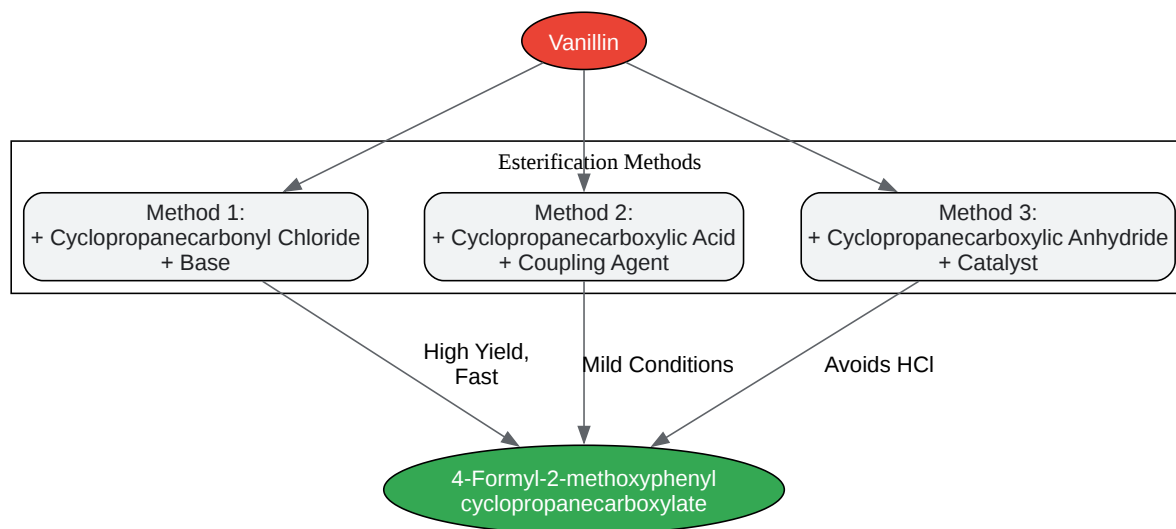 Vanillin
Esterification Methods
Method 1:
+ Cyclopropanecarbonyl Chloride
+ Base
Method 2:
+ Cyclopropanecarboxylic Acid
+ Coupling Agent
Method 3:
+ Cyclopropanecarboxylic Anhydride
+ Catalyst
High Yield,
Fast
Mild Conditions
Avoids HCl
4-Formyl-2-methoxyphenyl
cyclopropanecarboxylate